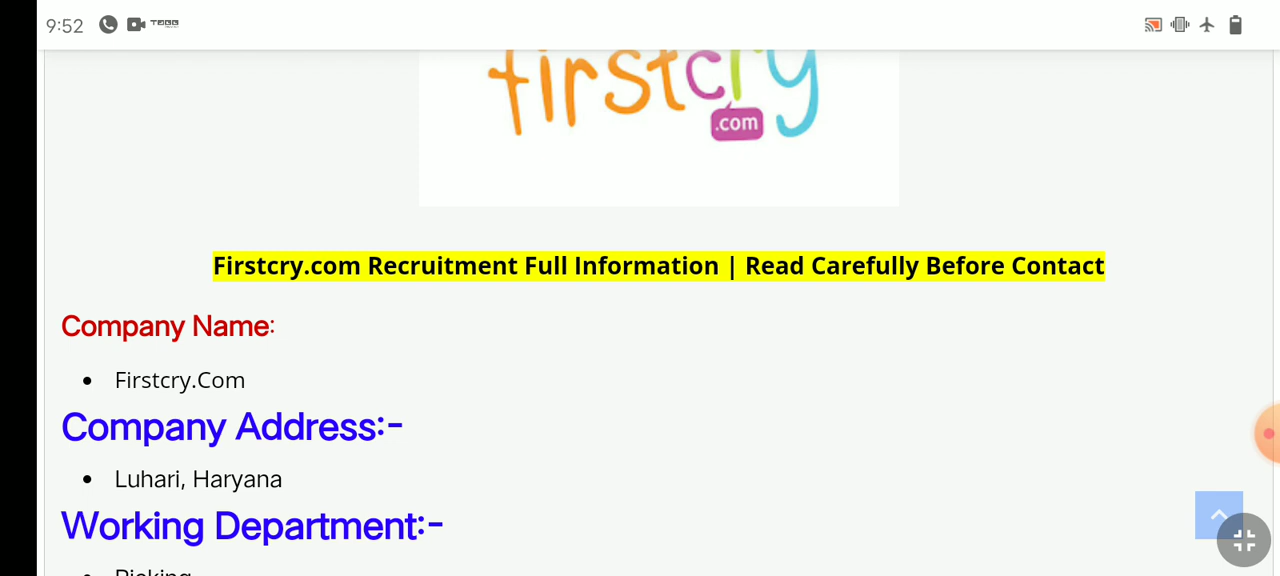 9:52
firstcry
.com
Firstcry.com Recruitment Full Information | Read Carefully Before Contact
Company Name:
Firstcry.Com
Company Address:-
Luhari, Haryana
Working Department:-
Picking